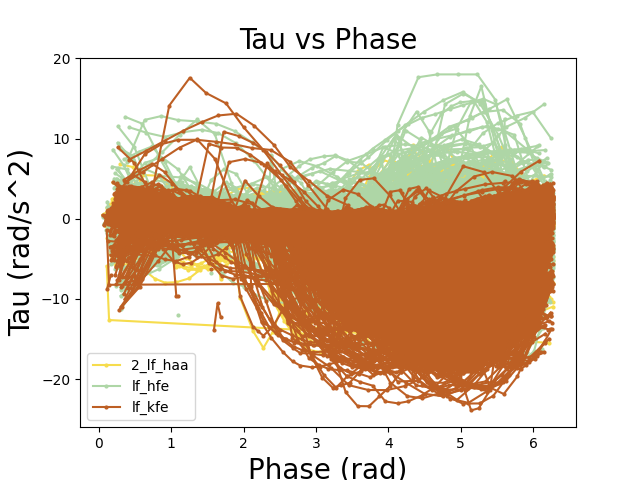 Tau vs Phase
20
10
0
−10
−20
Tau (rad/s^2)
2_lf_haa
lf_hfe
lf_kfe
0 1 2 3 4 5 6
Phase (rad)